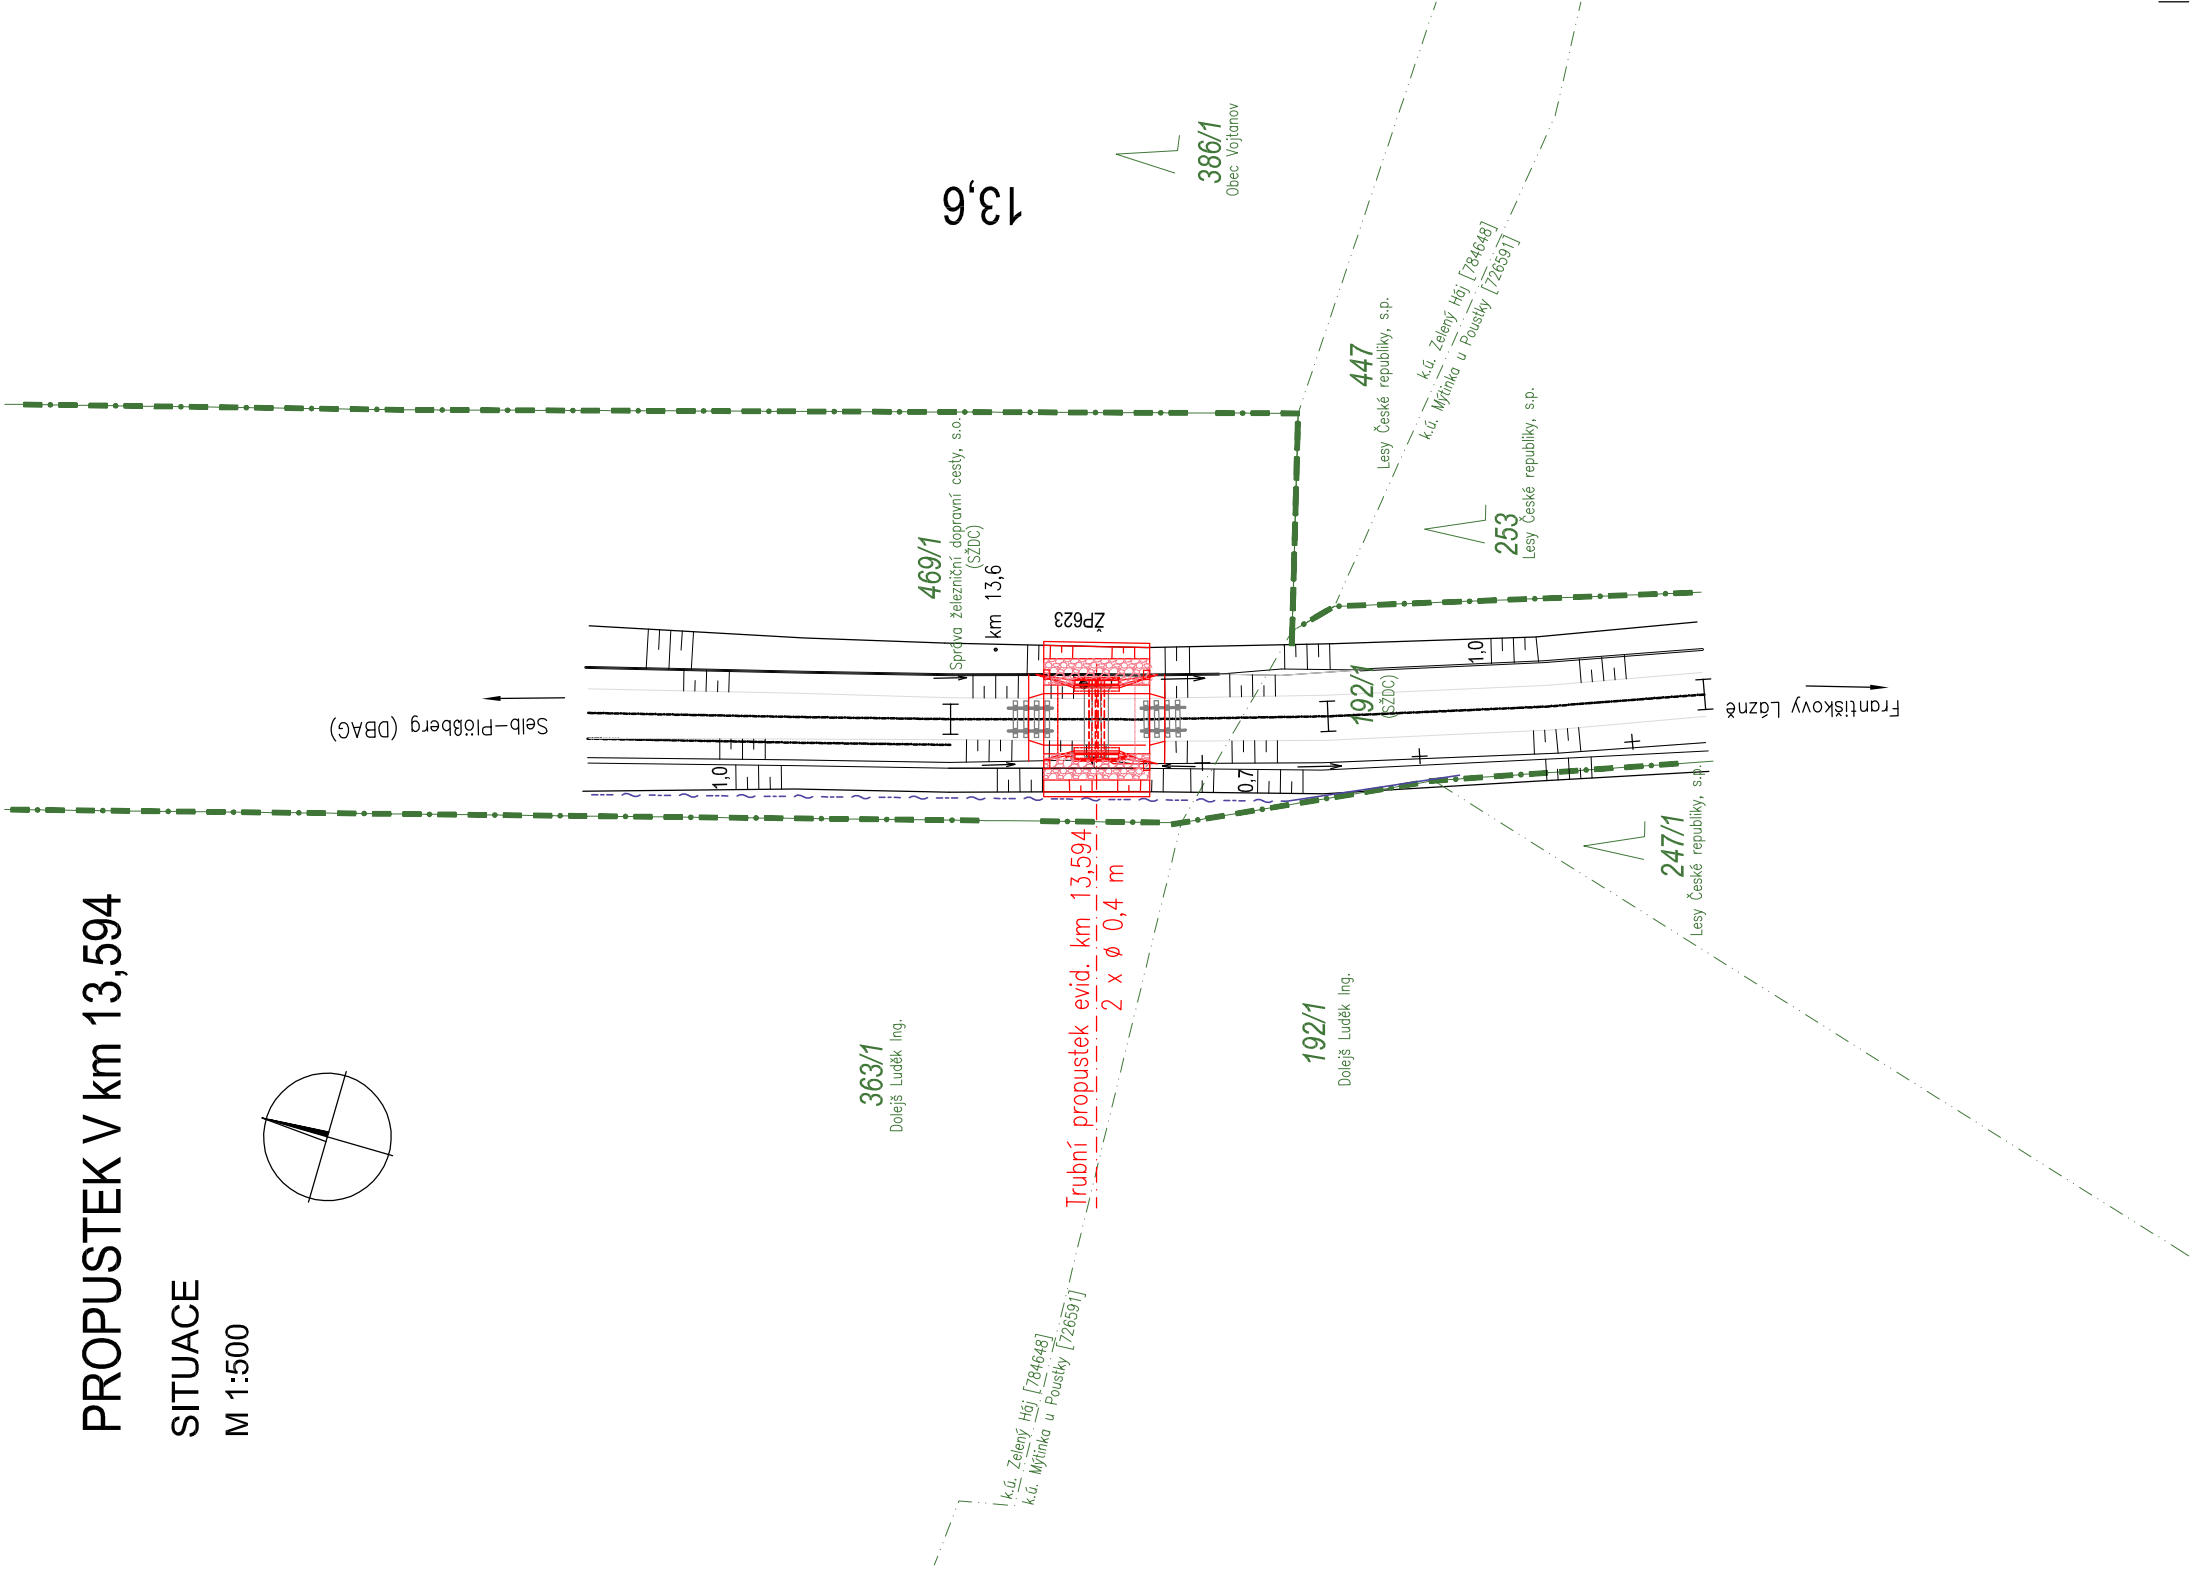 PROPUSTEK V km 13,594
SITUACE
M 1:500
Selb-Plößberg (DBAG)
Františkovy Lázně
13,6
386/1
Obec Vojtanov
447
Lesy České republiky, s.p.
k.ú. Zelený Háj [784648]
k.ú. Mýtinka u Poustky [726591]
253
Lesy České republiky, s.p.
469/1
Správa železniční dopravní cesty, s.o.
(SŽDC)
km 13,6
ŽP623
192/1
(SŽDC)
1,0
1,0
0,7
247/1
Lesy České republiky, s.p.
Trubní propustek evid. km 13,594
2 x ø 0,4 m
363/1
Dolejš Luděk Ing.
192/1
Dolejš Luděk Ing.
k.ú. Zelený Háj [784648]
k.ú. Mýtinka u Poustky [726591]